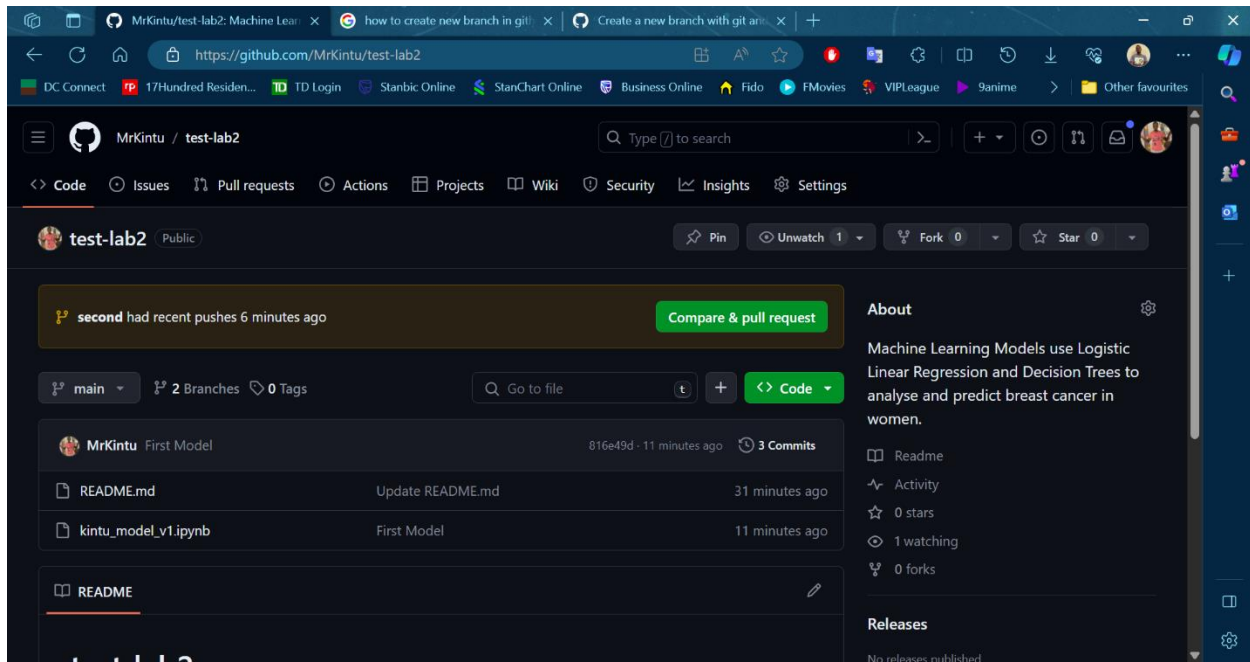 MrKintu/test-lab2: Machine Lear
how to create new branch in gith
Create a new branch with git and
https://github.com/MrKintu/test-lab2
DC Connect 17Hundred Residen... TD Login Stanbic Online StanChart Online Business Online Fido FMovies VIPLeague 9anime Other favourites
MrKintu / test-lab2
Type / to search
Code Issues Pull requests Actions Projects Wiki Security Insights Settings
test-lab2 Public
Pin Unwatch 1 Fork 0 Star 0
second had recent pushes 6 minutes ago
Compare & pull request
main 2 Branches 0 Tags
Go to file t
Code
MrKintu First Model 816e49d · 11 minutes ago 3 Commits
README.md Update README.md 31 minutes ago
kintu_model_v1.ipynb First Model 11 minutes ago
README
About
Machine Learning Models use Logistic
Linear Regression and Decision Trees to
analyse and predict breast cancer in
women.
Readme
Activity
0 stars
1 watching
0 forks
Releases
No releases published